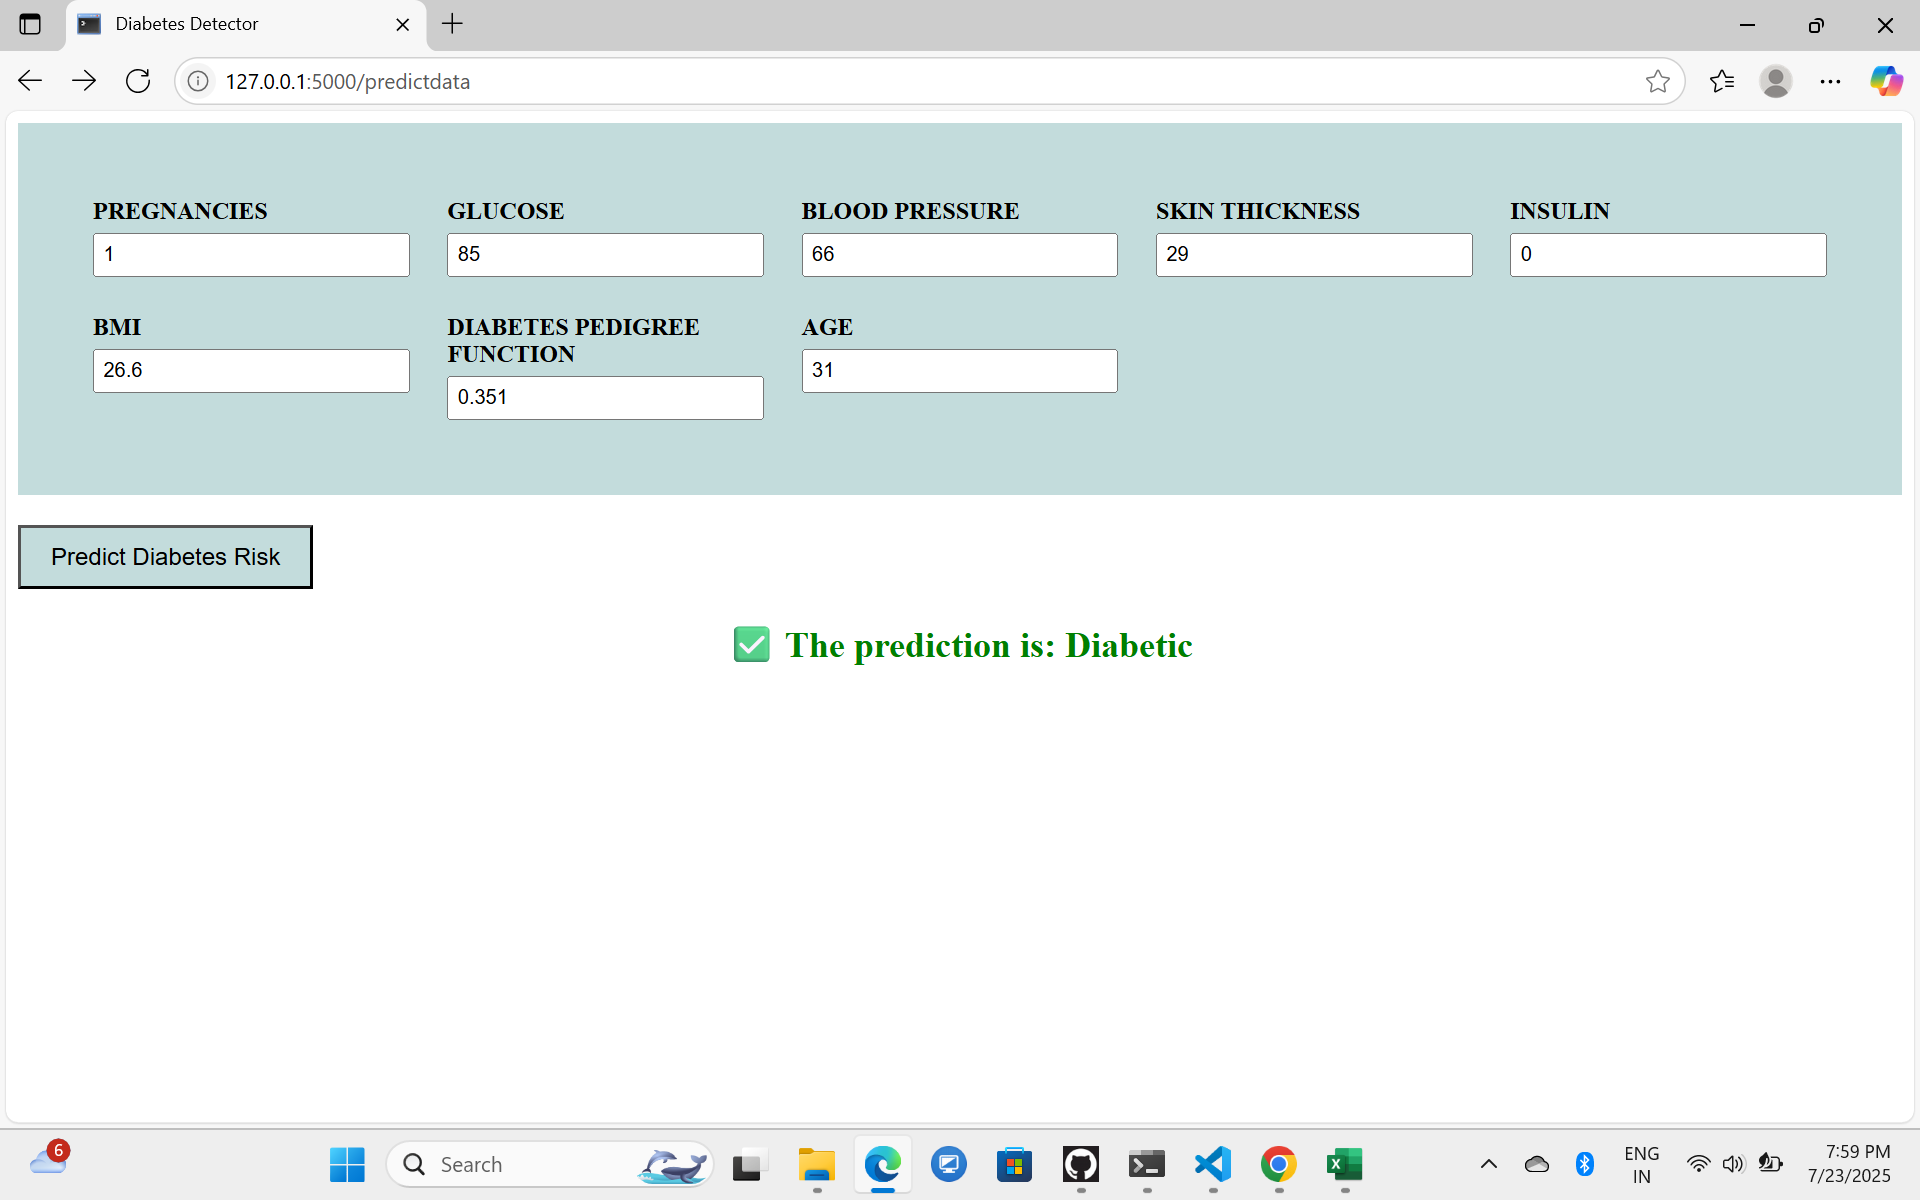 Diabetes Detector
127.0.0.1:5000/predictdata
PREGNANCIES
1
GLUCOSE
85
BLOOD PRESSURE
66
SKIN THICKNESS
29
INSULIN
0
BMI
26.6
DIABETES PEDIGREE
FUNCTION
0.351
AGE
31
Predict Diabetes Risk
The prediction is: Diabetic
6
Search
ENG
IN
7:59 PM
7/23/2025